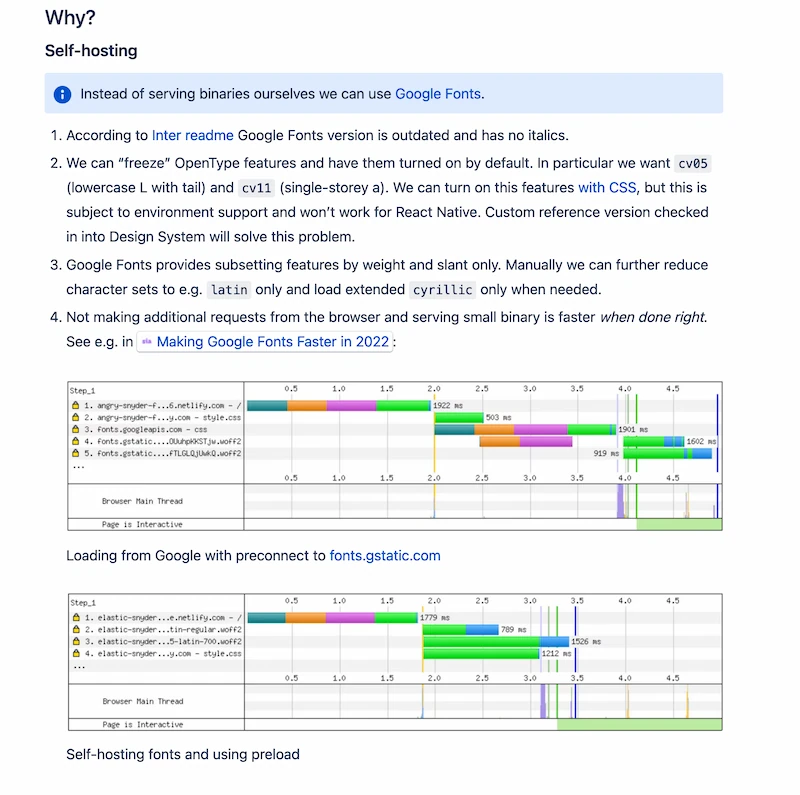 Why?
Self-hosting
Instead of serving binaries ourselves we can use Google Fonts.
1. According to Inter readme Google Fonts version is outdated and has no italics.
2. We can “freeze” OpenType features and have them turned on by default. In particular we want cv05
(lowercase L with tail) and cv11 (single-storey a). We can turn on this features with CSS, but this is
subject to environment support and won’t work for React Native. Custom reference version checked
in into Design System will solve this problem.
3. Google Fonts provides subsetting features by weight and slant only. Manually we can further reduce
character sets to e.g. latin only and load extended cyrillic only when needed.
4. Not making additional requests from the browser and serving small binary is faster when done right.
See e.g. in Making Google Fonts Faster in 2022:
Step_1 0.5 1.0 1.5 2.0 2.5 3.0 3.5 4.0 4.5
1. angry-snyder-f...6.netlify.com - / 1922 ms
2. angry-snyder-f...y.com - style.css 503 ms
3. fonts.googleapis.com - css 1901 ms
4. fonts.gstatic....OUuhpKKSTjw.woff2 1602 ms
5. fonts.gstatic....fTLGLQjUwkQ.woff2 919 ms
...
0.5 1.0 1.5 2.0 2.5 3.0 3.5 4.0 4.5
Browser Main Thread
Page is Interactive
Loading from Google with preconnect to fonts.gstatic.com
Step_1 0.5 1.0 1.5 2.0 2.5 3.0 3.5 4.0 4.5
1. elastic-snyder...e.netlify.com - / 1779 ms
2. elastic-snyder...tin-regular.woff2 789 ms
3. elastic-snyder...5-latin-700.woff2 1526 ms
4. elastic-snyder...y.com - style.css 1212 ms
...
0.5 1.0 1.5 2.0 2.5 3.0 3.5 4.0 4.5
Browser Main Thread
Page is Interactive
Self-hosting fonts and using preload